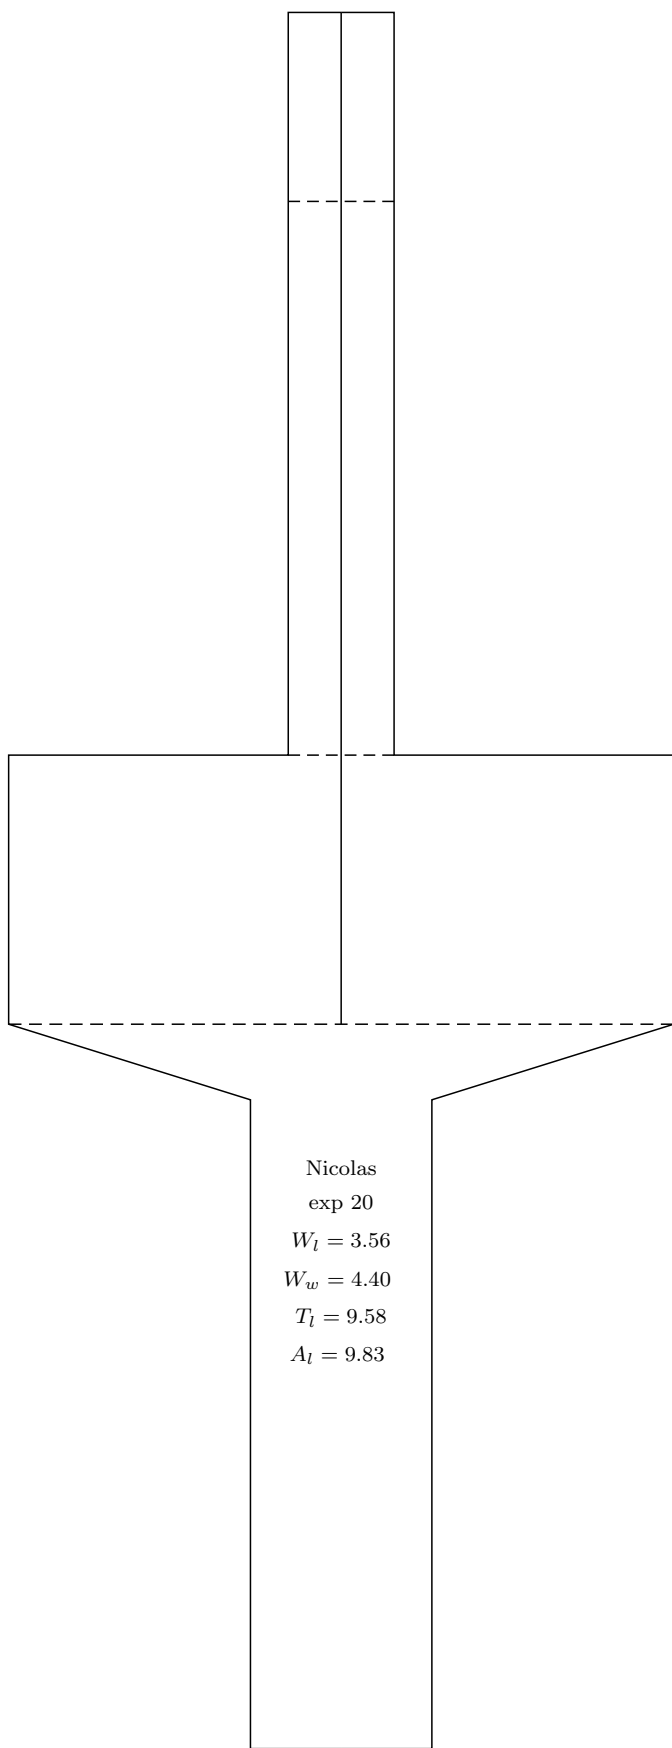 Nicolas
exp 20
W_l = 3.56
W_w = 4.40
T_l = 9.58
A_l = 9.83